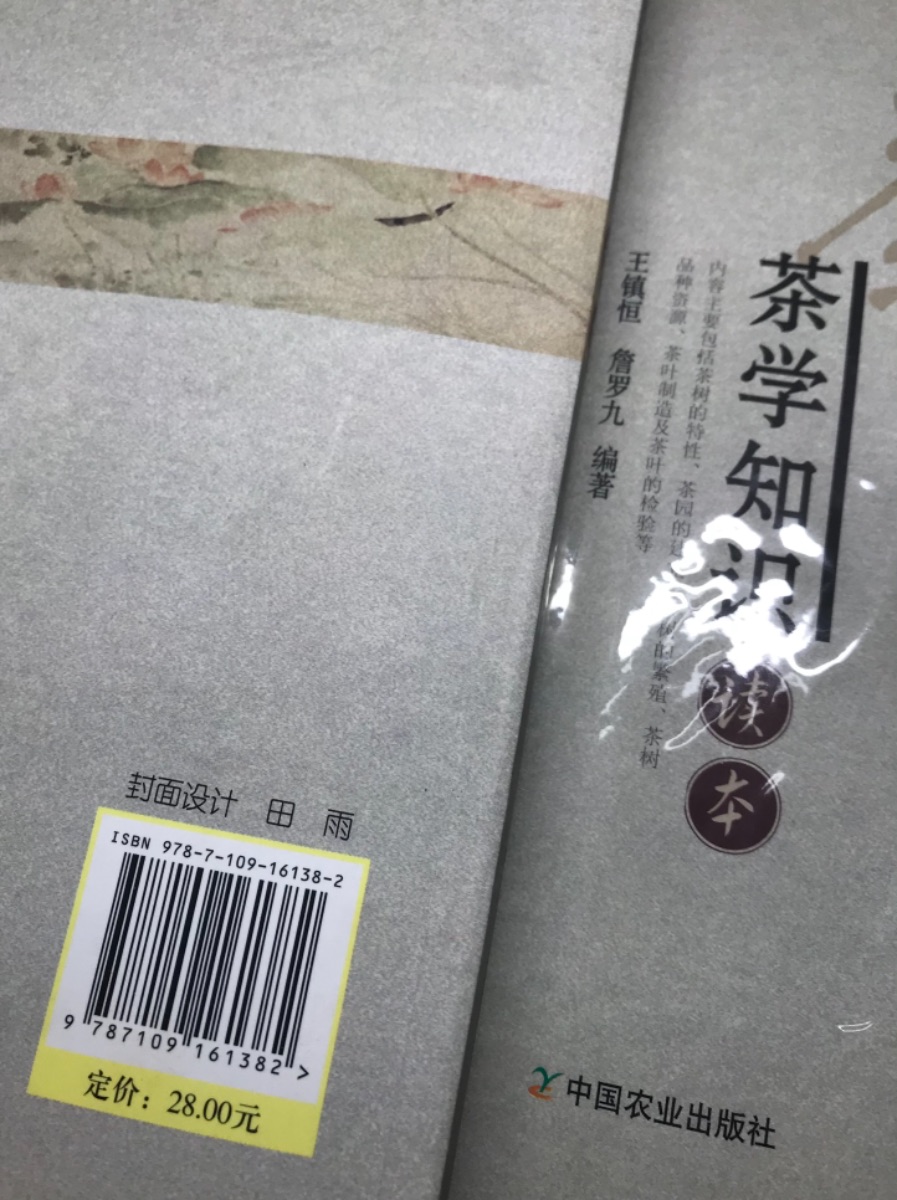 茶学知识
读本
内容主要包括茶树的特性、茶园的
树的繁殖、茶树
品种资源、茶叶制造及茶叶的检验等
王镇恒 詹罗九 编著
中国农业出版社
封面设计 田 雨
ISBN 978-7-109-16138-2
9 787109 161382 >
定价：28.00元